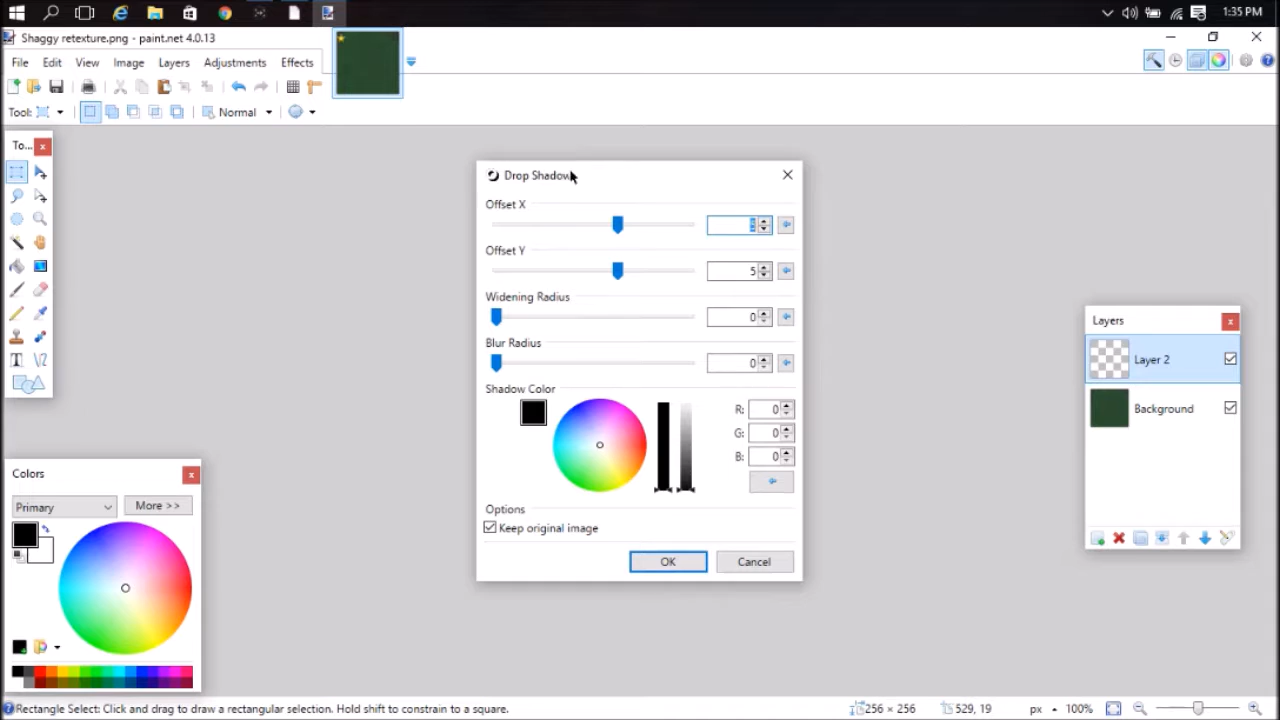 1:35 PM
Shaggy retexture.png - paint.net 4.0.13
File Edit View Image Layers Adjustments Effects
Tool: Normal
To...
Drop Shadow
Offset X
5
Offset Y
5
Widening Radius
0
Blur Radius
0
Shadow Color
R: 0
G: 0
B: 0
Options
Keep original image
OK Cancel
Layers
Layer 2
Background
Colors
Primary More >>
Rectangle Select: Click and drag to draw a rectangular selection. Hold shift to constrain to a square. 256 × 256 529, 19 px 100%